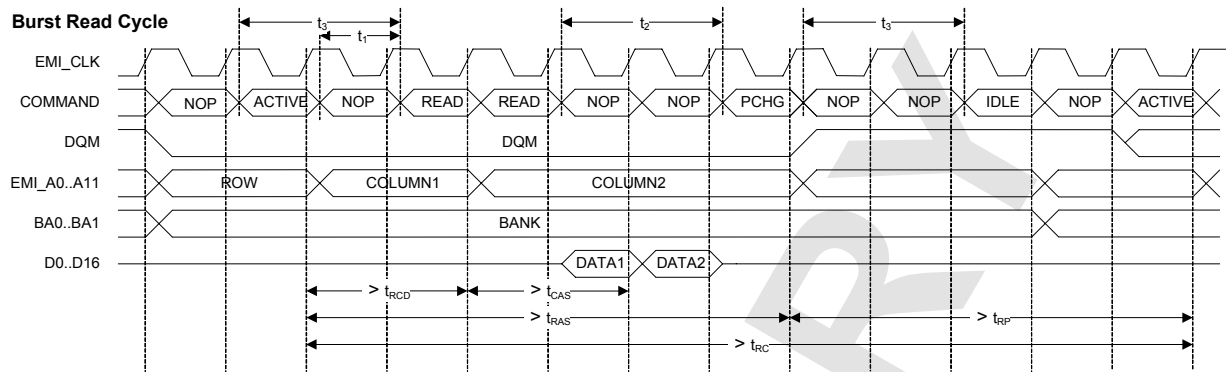 Burst Read Cycle
t3 t2 t3
t1
EMI_CLK
COMMAND NOP ACTIVE NOP READ READ NOP NOP PCHG NOP NOP IDLE NOP ACTIVE
DQM DQM
EMI_A0..A11 ROW COLUMN1 COLUMN2
BA0..BA1 BANK
D0..D16 DATA1 DATA2
> tRCD > tCAS
> tRAS > tRP
> tRC
RY